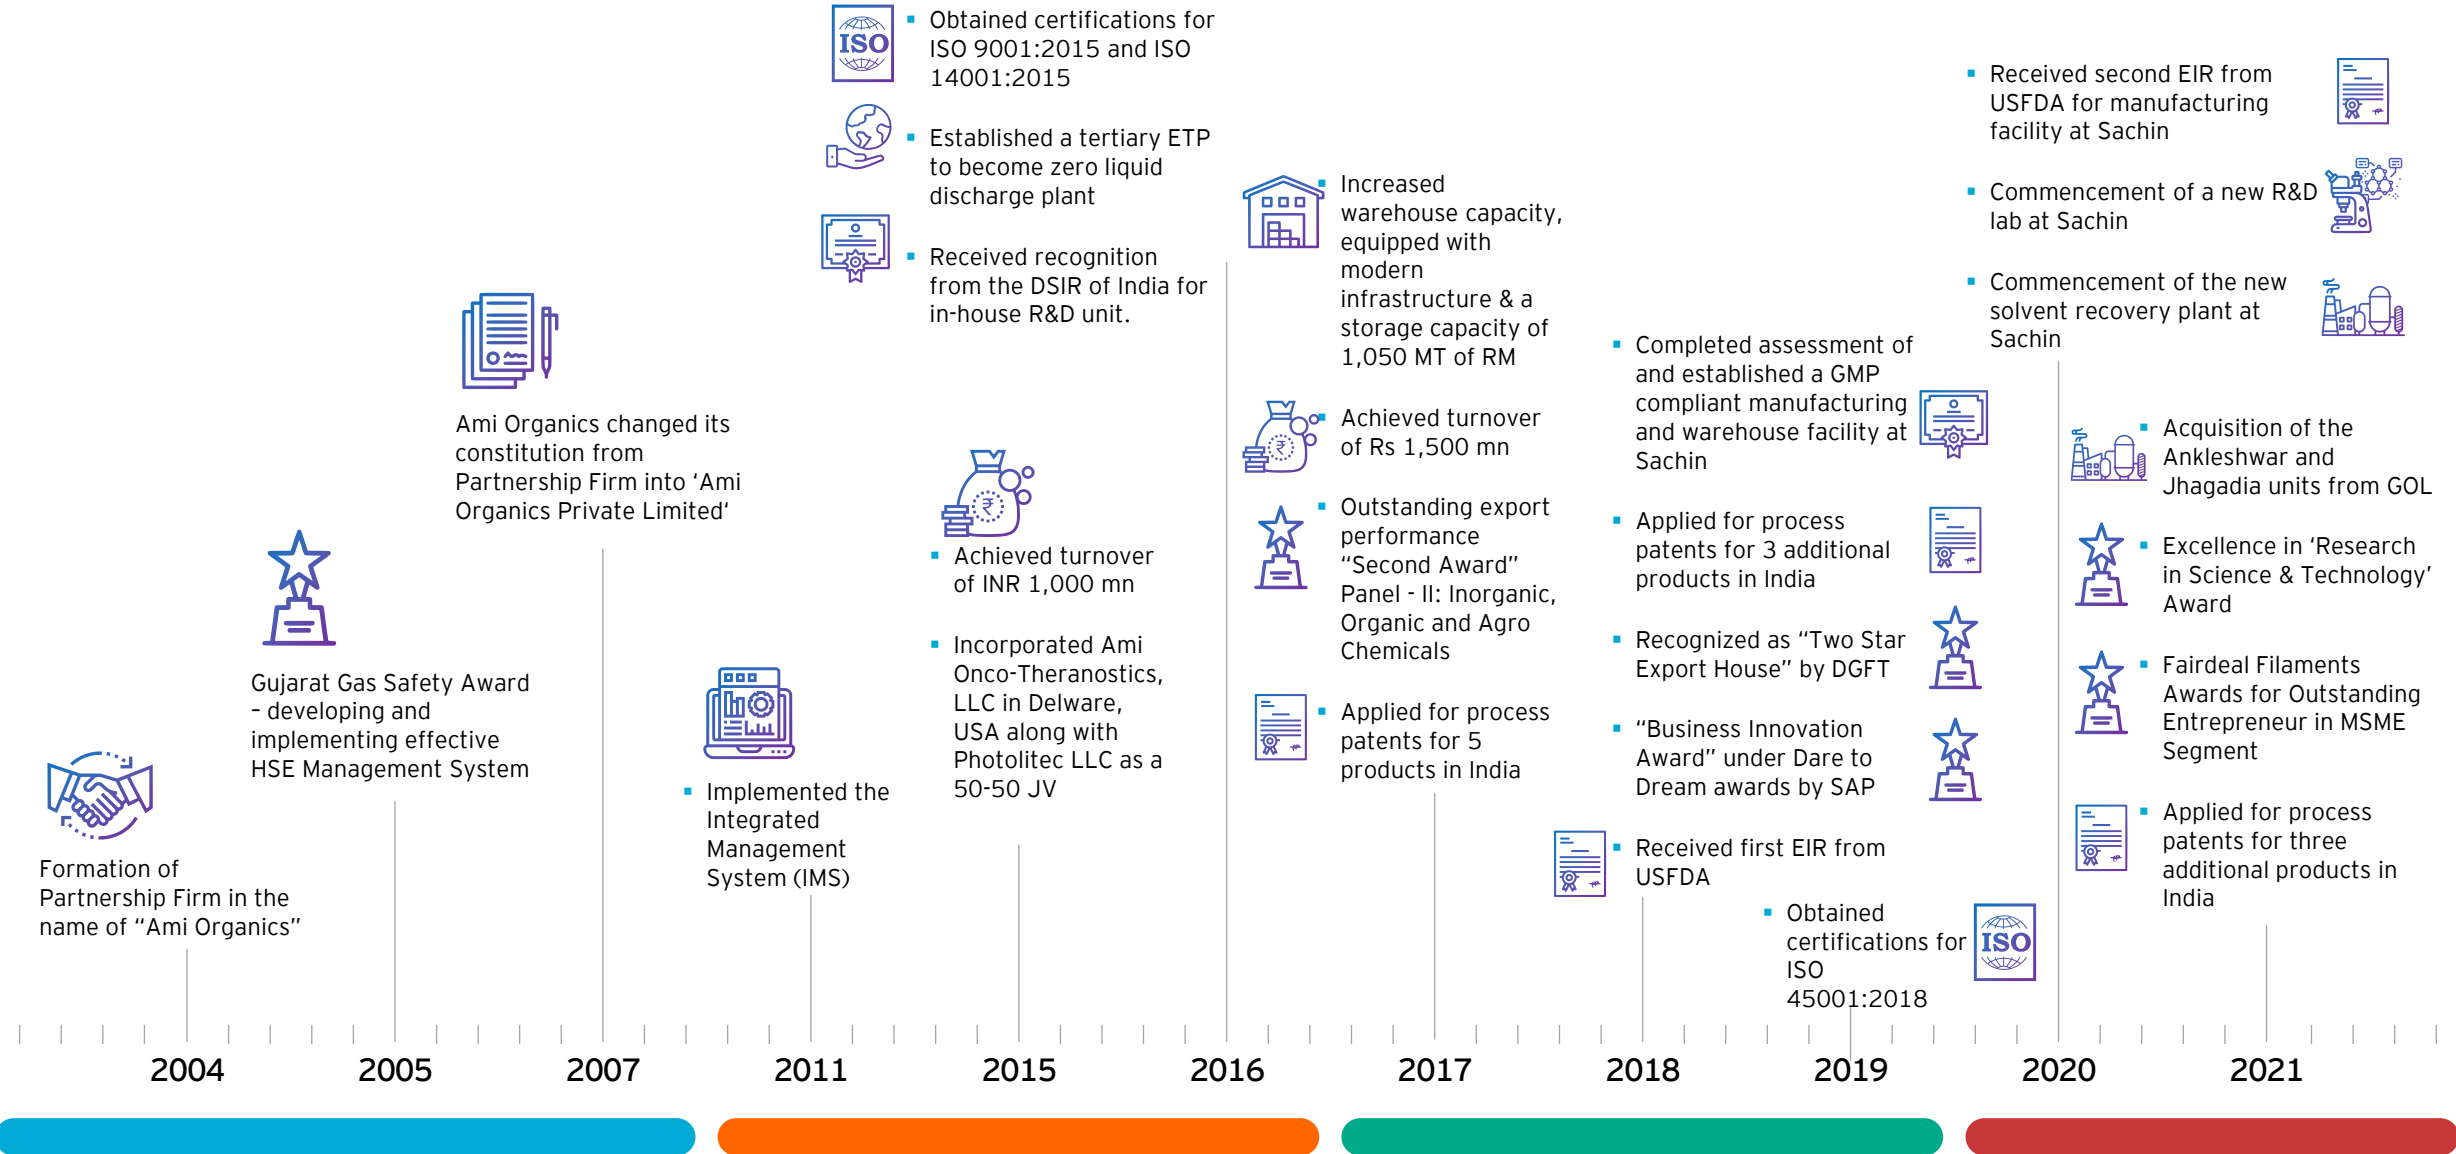 Formation of
Partnership Firm in the
name of “Ami Organics”
Gujarat Gas Safety Award
– developing and
implementing effective
HSE Management System
Ami Organics changed its
constitution from
Partnership Firm into ‘Ami
Organics Private Limited‘
Implemented the
Integrated
Management
System (IMS)
Achieved turnover
of INR 1,000 mn
Incorporated Ami
Onco-Theranostics,
LLC in Delware,
USA along with
Photolitec LLC as a
50-50 JV
ISO
Obtained certifications for
ISO 9001:2015 and ISO
14001:2015
Established a tertiary ETP
to become zero liquid
discharge plant
Received recognition
from the DSIR of India for
in-house R&D unit.
Increased
warehouse capacity,
equipped with
modern
infrastructure & a
storage capacity of
1,050 MT of RM
Achieved turnover
of Rs 1,500 mn
Outstanding export
performance
“Second Award”
Panel - II: Inorganic,
Organic and Agro
Chemicals
Applied for process
patents for 5
products in India
Completed assessment of
and established a GMP
compliant manufacturing
and warehouse facility at
Sachin
Applied for process
patents for 3 additional
products in India
Recognized as “Two Star
Export House” by DGFT
“Business Innovation
Award” under Dare to
Dream awards by SAP
Received first EIR from
USFDA
Obtained
certifications for
ISO
45001:2018
ISO
Received second EIR from
USFDA for manufacturing
facility at Sachin
Commencement of a new R&D
lab at Sachin
Commencement of the new
solvent recovery plant at
Sachin
Acquisition of the
Ankleshwar and
Jhagadia units from GOL
Excellence in ‘Research
in Science & Technology’
Award
Fairdeal Filaments
Awards for Outstanding
Entrepreneur in MSME
Segment
Applied for process
patents for three
additional products in
India
2004 2005 2007 2011 2015 2016 2017 2018 2019 2020 2021